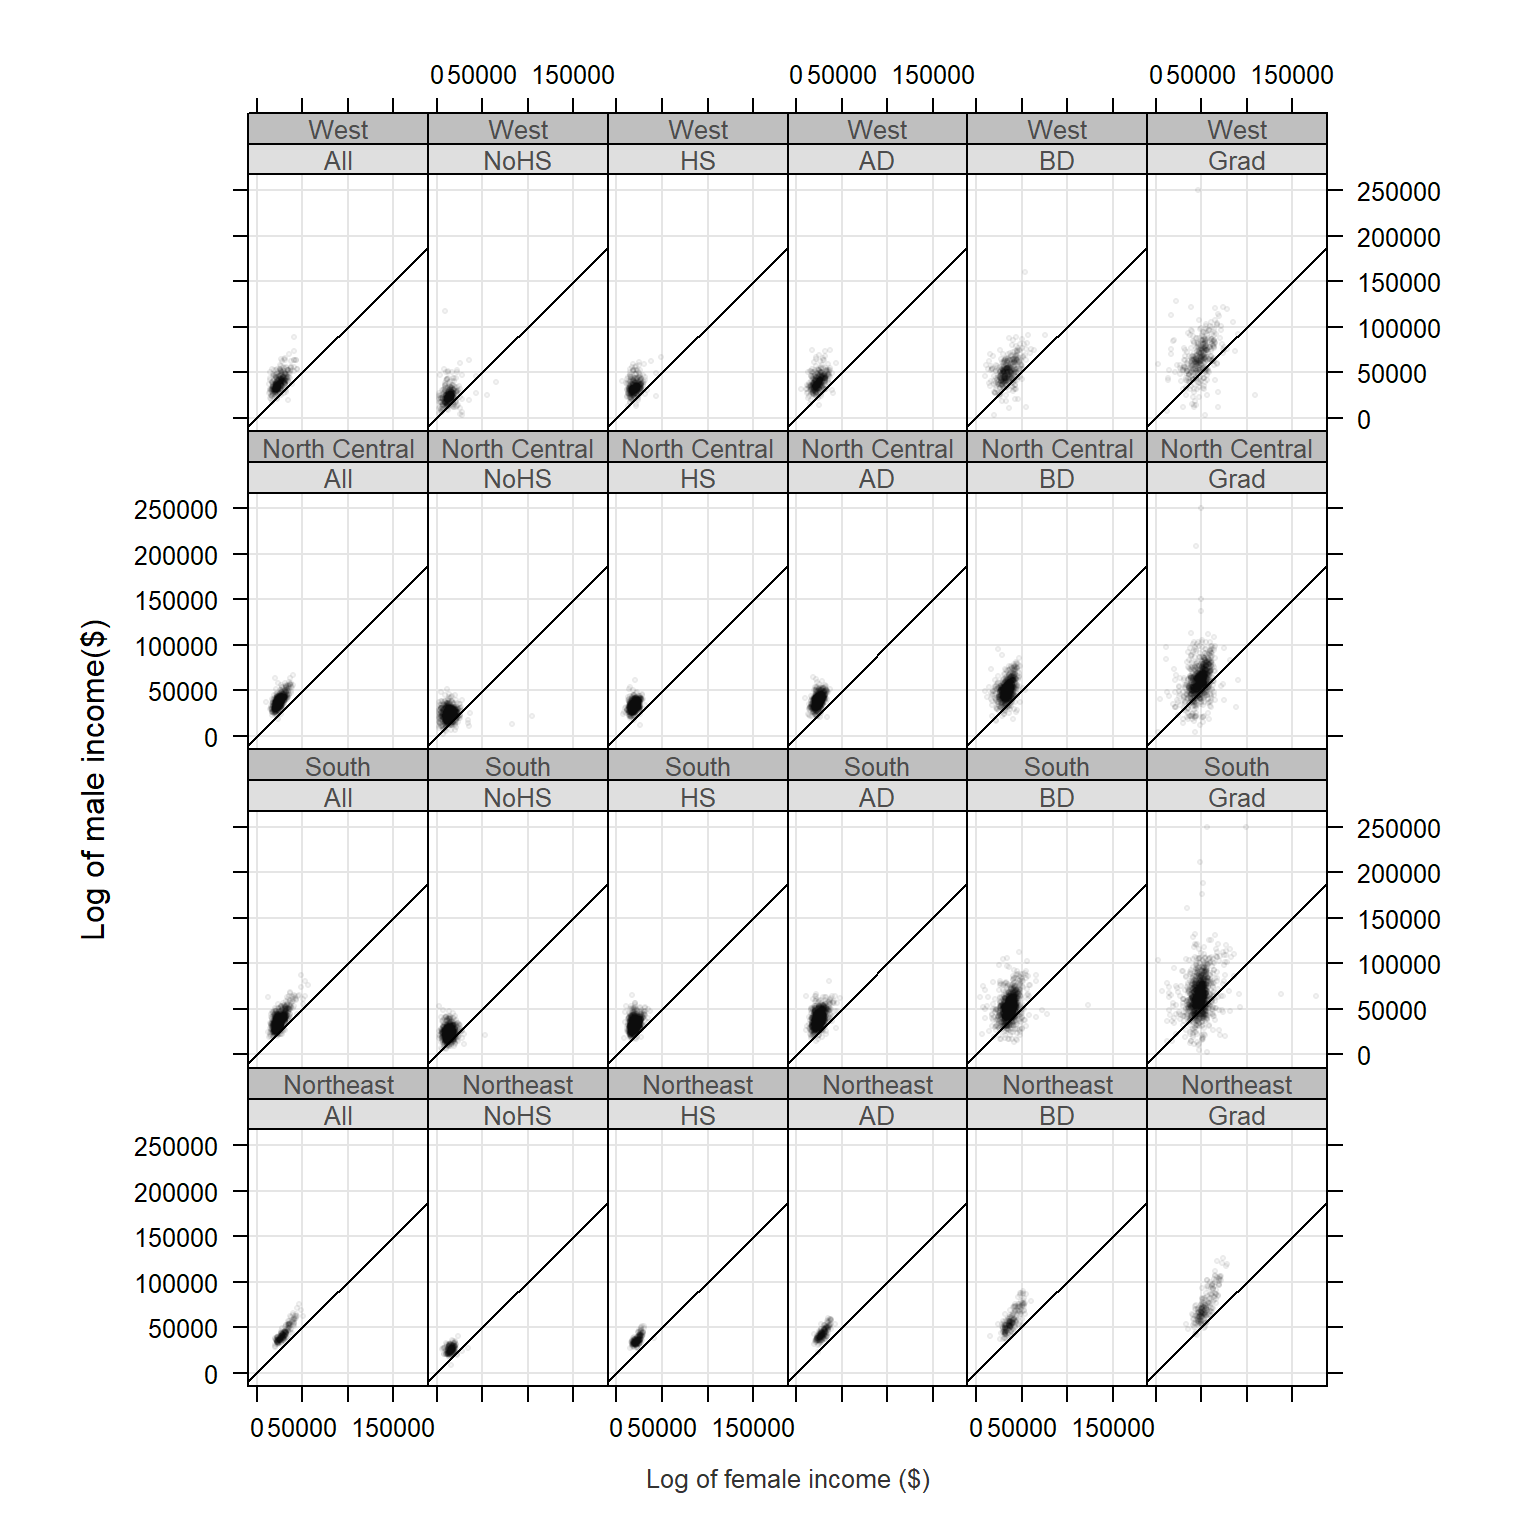 0 50000 150000 0 50000 150000 0 50000 150000
West West West West West West
All NoHS HS AD BD Grad
250000
200000
150000
100000
50000
0
North Central North Central North Central North Central North Central North Central
All NoHS HS AD BD Grad
250000
200000
150000
100000
50000
0
Log of male income($)
South South South South South South
All NoHS HS AD BD Grad
250000
200000
150000
100000
50000
0
Northeast Northeast Northeast Northeast Northeast Northeast
All NoHS HS AD BD Grad
250000
200000
150000
100000
50000
0
0 50000 150000 0 50000 150000 0 50000 150000
Log of female income ($)